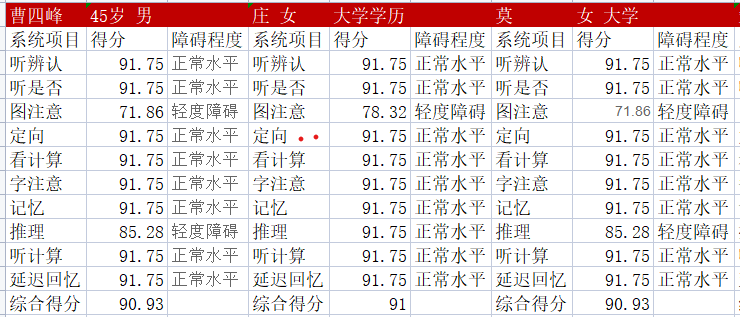 曹四峰 45岁 男 庄 女 大学学历 莫 女 大学
系统项目 得分 障碍程度 系统项目 得分 障碍程度 系统项目 得分 障碍程度
听辨认 91.75 正常水平 听辨认 91.75 正常水平 听辨认 91.75 正常水平
听是否 91.75 正常水平 听是否 91.75 正常水平 听是否 91.75 正常水平
图注意 71.86 轻度障碍 图注意 78.32 轻度障碍 图注意 71.86 轻度障碍
定向 91.75 正常水平 定向 91.75 正常水平 定向 91.75 正常水平
看计算 91.75 正常水平 看计算 91.75 正常水平 看计算 91.75 正常水平
字注意 91.75 正常水平 字注意 91.75 正常水平 字注意 91.75 正常水平
记忆 91.75 正常水平 记忆 91.75 正常水平 记忆 91.75 正常水平
推理 85.28 轻度障碍 推理 91.75 正常水平 推理 85.28 轻度障碍
听计算 91.75 正常水平 听计算 91.75 正常水平 听计算 91.75 正常水平
延迟回忆 91.75 正常水平 延迟回忆 91.75 正常水平 延迟回忆 91.75 正常水平
综合得分 90.93 综合得分 91 综合得分 90.93